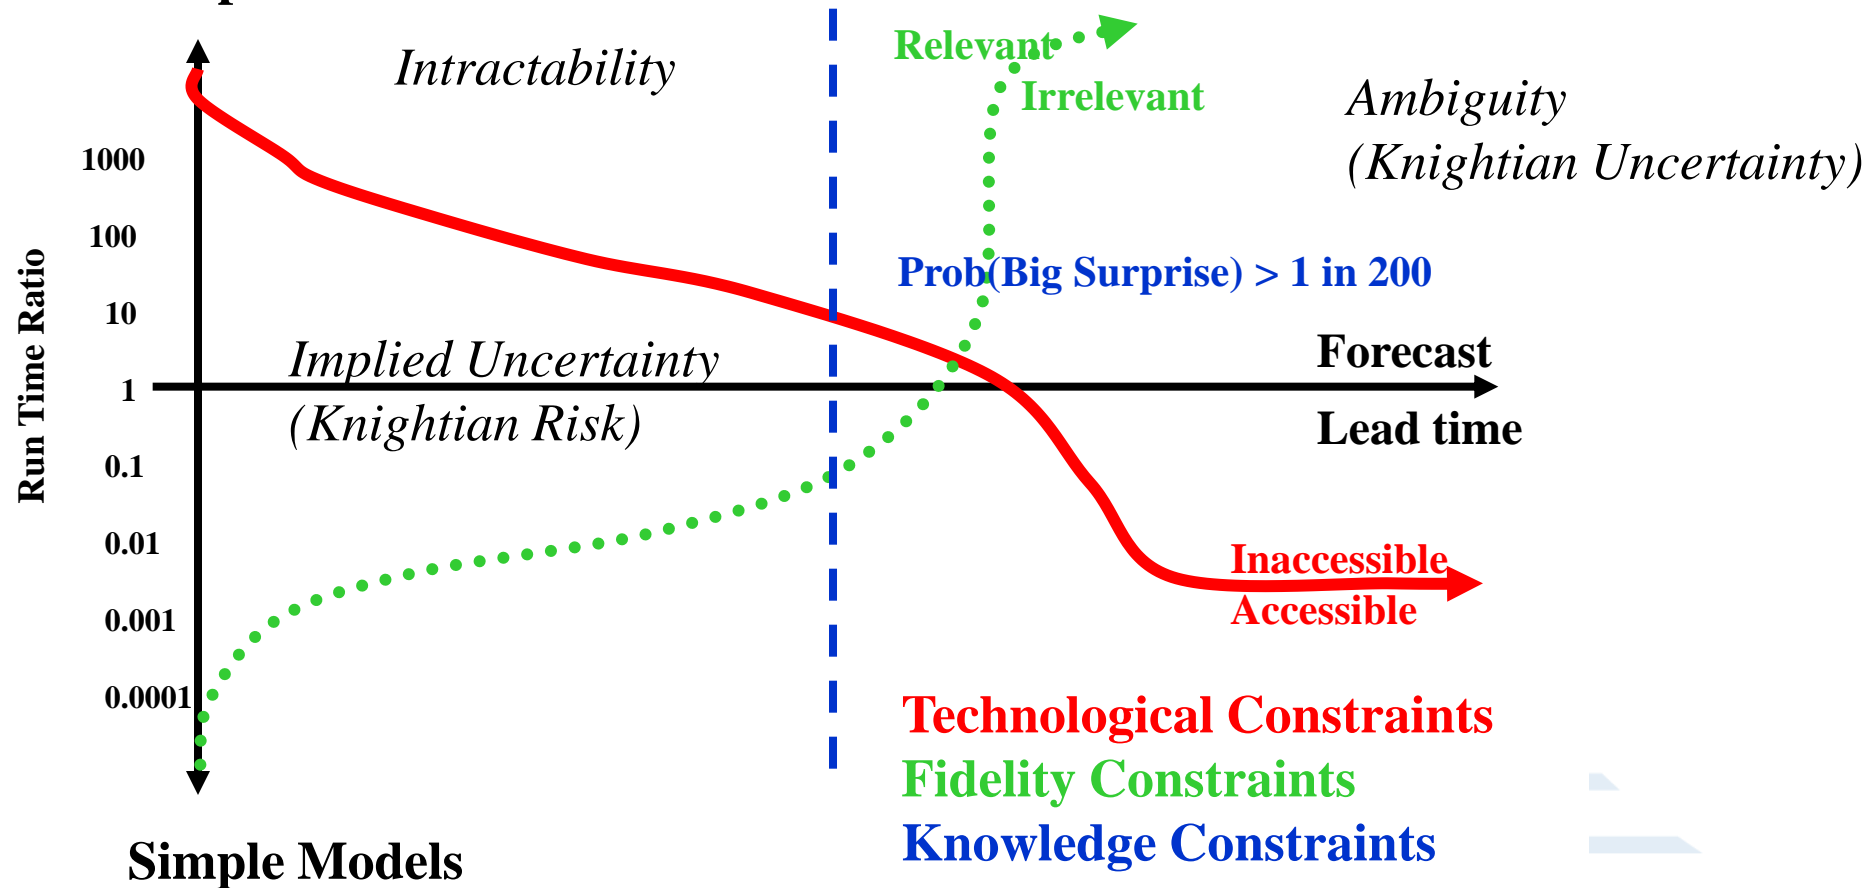 Relevant
Irrelevant
Intractability
Ambiguity
(Knightian Uncertainty)
1000
100
10
1
0.1
0.01
0.001
0.0001
Run Time Ratio
Prob(Big Surprise) > 1 in 200
Implied Uncertainty
(Knightian Risk)
Forecast
Lead time
Inaccessible
Accessible
Technological Constraints
Fidelity Constraints
Knowledge Constraints
Simple Models